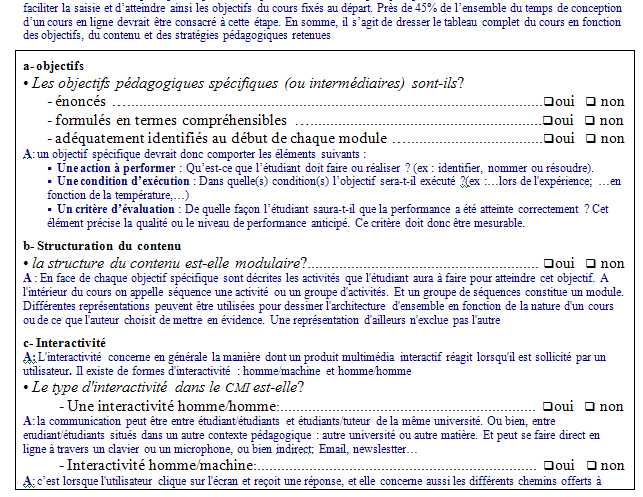 faciliter la saisie et d'atteindre ainsi les objectifs du cours fixés au départ. Près de 45% de l'ensemble du temps de conception
d'un cours en ligne devrait être consacré à cette étape. En somme, il s'agit de dresser le tableau complet du cours en fonction
des objectifs, du contenu et des stratégies pédagogiques retenues
a- objectifs
• Les objectifs pédagogiques spécifiques (ou intermédiaires) sont-ils?
- énoncés ......❑oui ❑ non
- formulés en termes compréhensibles ......❑oui ❑ non
- adéquatement identifiés au début de chaque module ......❑oui ❑ non
A: un objectif spécifique devrait donc comporter les éléments suivants :
▪ Une action à performer : Qu'est-ce que l'étudiant doit faire ou réaliser ? (ex : identifier, nommer ou résoudre).
▪ Une condition d'exécution : Dans quelle(s) condition(s) l'objectif sera-t-il exécuté ?(ex :…lors de l'expérience; …en
fonction de la température,…)
▪ Un critère d'évaluation : De quelle façon l'étudiant saura-t-il que la performance a été atteinte correctement ? Cet
élément précise la qualité ou le niveau de performance anticipé. Ce critère doit donc être mesurable.
b- Structuration du contenu
• la structure du contenu est-elle modulaire?...... ❑oui ❑ non
A : En face de chaque objectif spécifique sont décrites les activités que l'étudiant aura à faire pour atteindre cet objectif. A
l'intérieur du cours on appelle séquence une activité ou un groupe d'activités. Et un groupe de séquences constitue un module.
Différentes représentations peuvent être utilisées pour dessiner l'architecture d'ensemble en fonction de la nature d'un cours
ou de ce que l'auteur choisit de mettre en évidence. Une représentation d'ailleurs n'exclue pas l'autre
c- Interactivité
A: L'interactivité concerne en générale la manière dont un produit multimédia interactif réagit lorsqu'il est sollicité par un
utilisateur. Il existe de formes d'interactivité : homme/machine et homme/homme
• Le type d'interactivité dans le CMI est-elle?
- Une interactivité homme/homme:...... ❑oui ❑ non
A: la communication peut être entre étudiant/étudiants et étudiants/tuteur de la même université. Ou bien, entre
etudiant/étudiants situés dans un autre contexte pédagogique : autre université ou autre matière. Et peut se faire direct en
ligne à travers un clavier ou un microphone, ou bien indirect; Email, newslestter…
- Interactivité homme/machine:...... ❑oui ❑ non
A: c'est lorsque l'utilisateur clique sur l'écran et reçoit une réponse, et elle concerne aussi les différents chemins offerts à